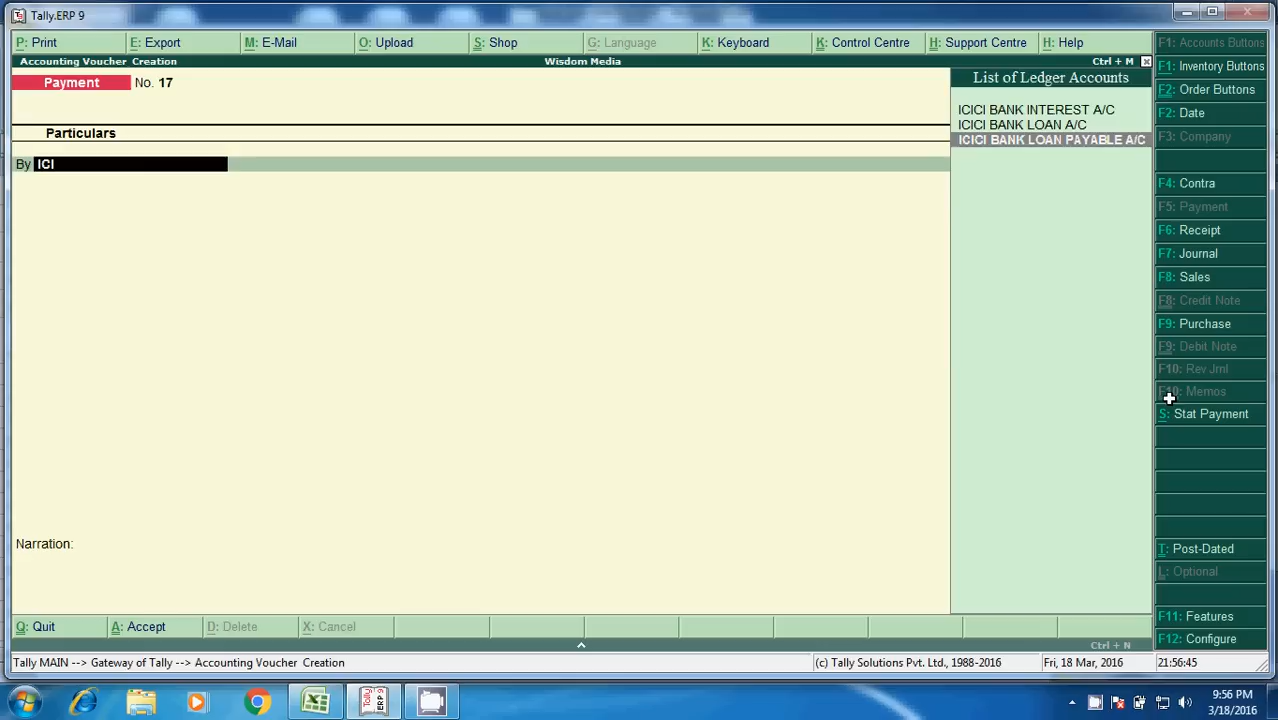 Tally.ERP 9
P: Print
E: Export
M: E-Mail
O: Upload
S: Shop
G: Language
K: Keyboard
K: Control Centre
H: Support Centre
H: Help
Accounting Voucher Creation
Wisdom Media
Ctrl + M
Payment
No. 17
Particulars
By ICI
Narration:
List of Ledger Accounts
ICICI BANK INTEREST A/C
ICICI BANK LOAN A/C
ICICI BANK LOAN PAYABLE A/C
F1: Accounts Buttons
F1: Inventory Buttons
F2: Order Buttons
F2: Date
F3: Company
F4: Contra
F5: Payment
F6: Receipt
F7: Journal
F8: Sales
F8: Credit Note
F9: Purchase
F9: Debit Note
F10: Rev Jrnl
F10: Memos
S: Stat Payment
T: Post-Dated
L: Optional
F11: Features
F12: Configure
Q: Quit
A: Accept
D: Delete
X: Cancel
Ctrl + N
Tally MAIN --> Gateway of Tally --> Accounting Voucher Creation
(c) Tally Solutions Pvt. Ltd., 1988-2016
Fri, 18 Mar, 2016
21:56:45
9:56 PM
3/18/2016